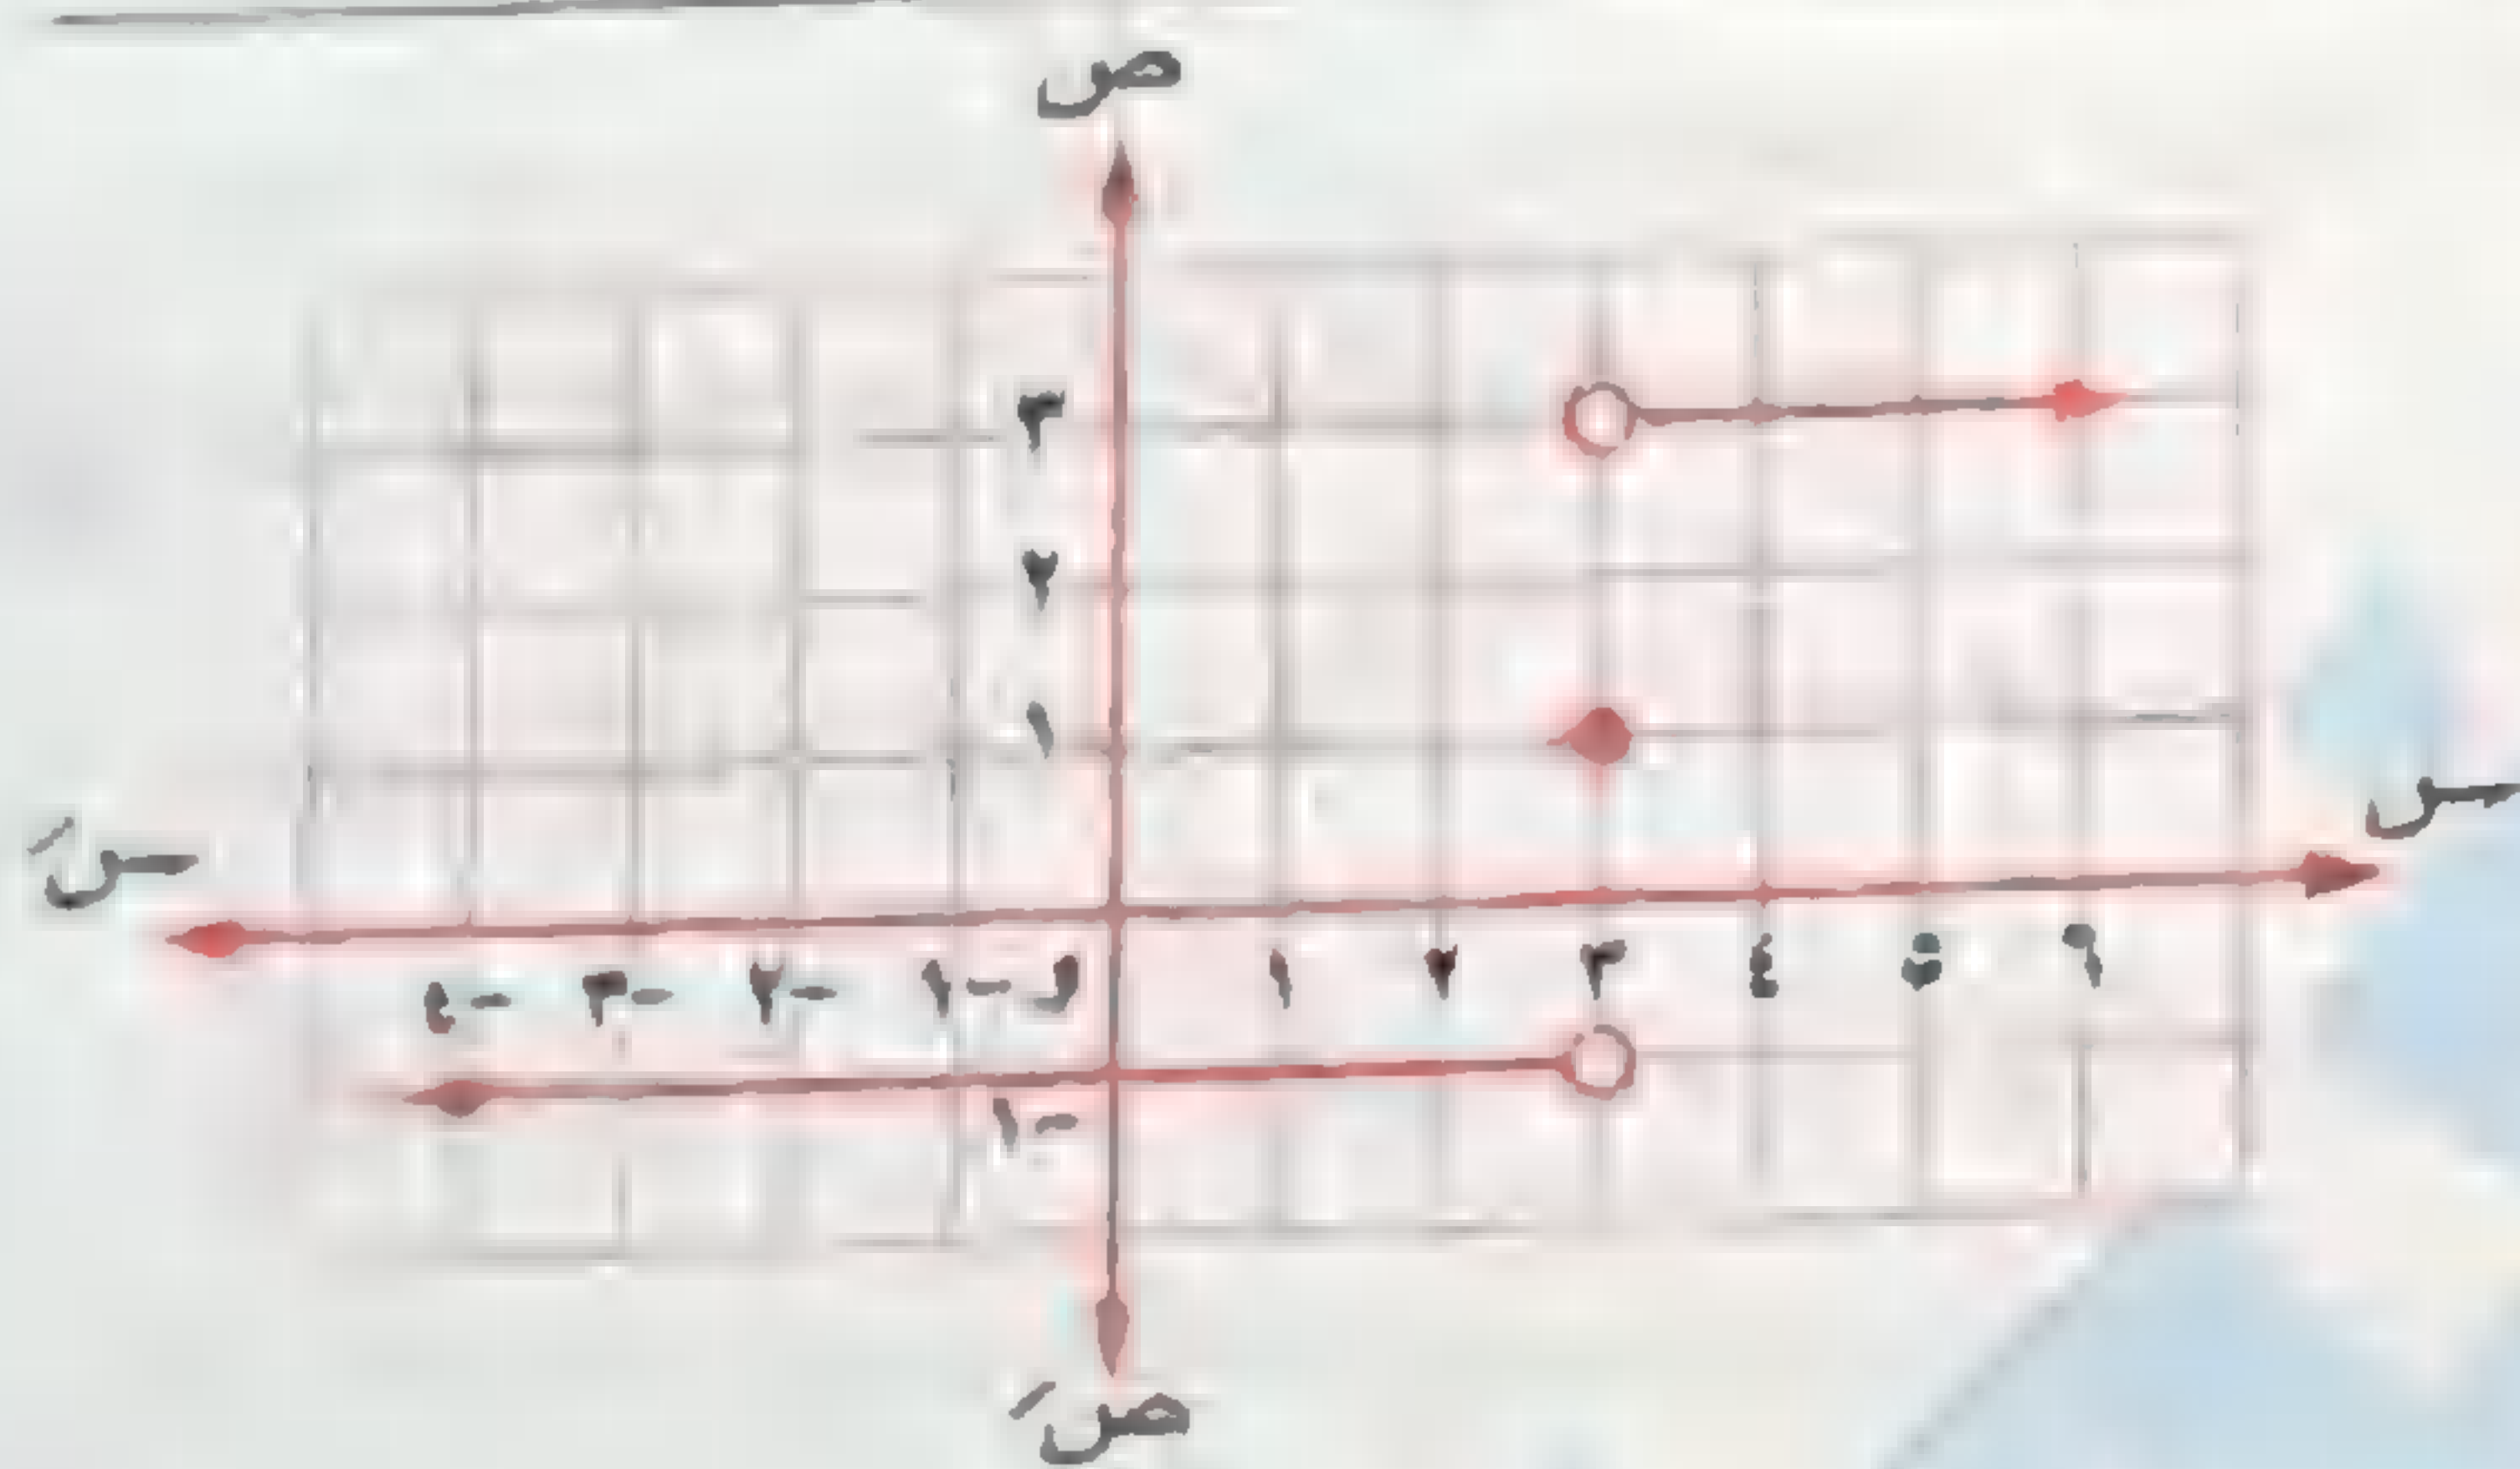 ص
٣
٢
١
س
سَ
-٤ -٣ -٢ -١ و ١ ٢ ٣ ٤ ٥ ٦
-١
صَ